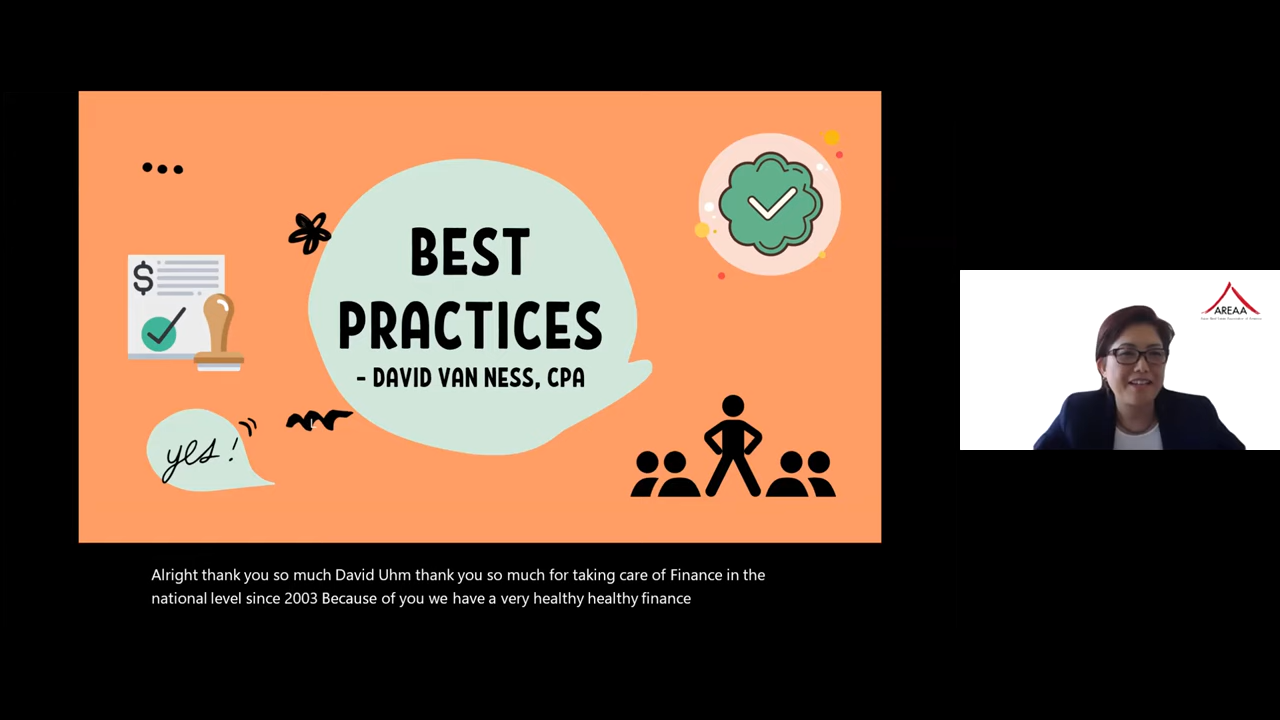 BEST
PRACTICES
- DAVID VAN NESS, CPA
$
yes!
AREAA
Alright thank you so much David Uhm thank you so much for taking care of Finance in the
national level since 2003 Because of you we have a very healthy healthy finance